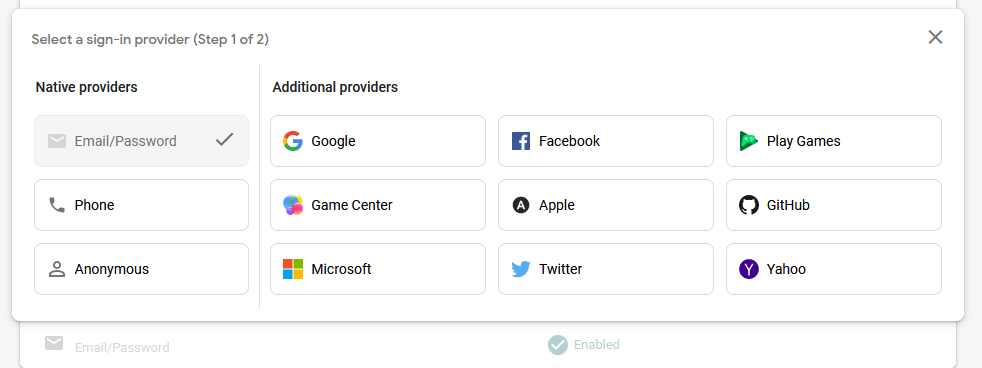 Select a sign-in provider (Step 1 of 2)
Native providers
Additional providers
Email/Password
Google
Facebook
Play Games
Phone
Game Center
Apple
GitHub
Anonymous
Microsoft
Twitter
Yahoo
Email/Password
Enabled